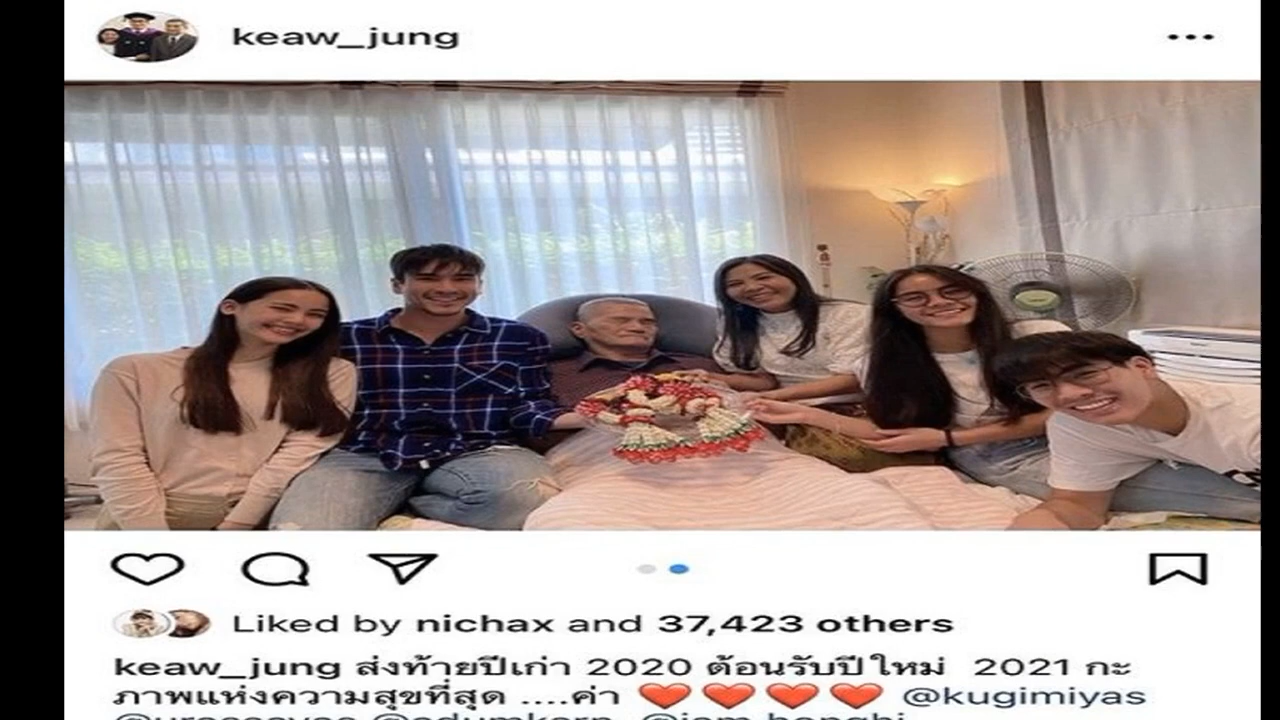 keaw_jung
Liked by nichax and 37,423 others
keaw_jung ส่งท้ายปีเก่า 2020 ต้อนรับปีใหม่ 2021 กะ
ภาพแห่งความสุขที่สุด ....ค่า ❤️❤️❤️❤️ @kugimiyas